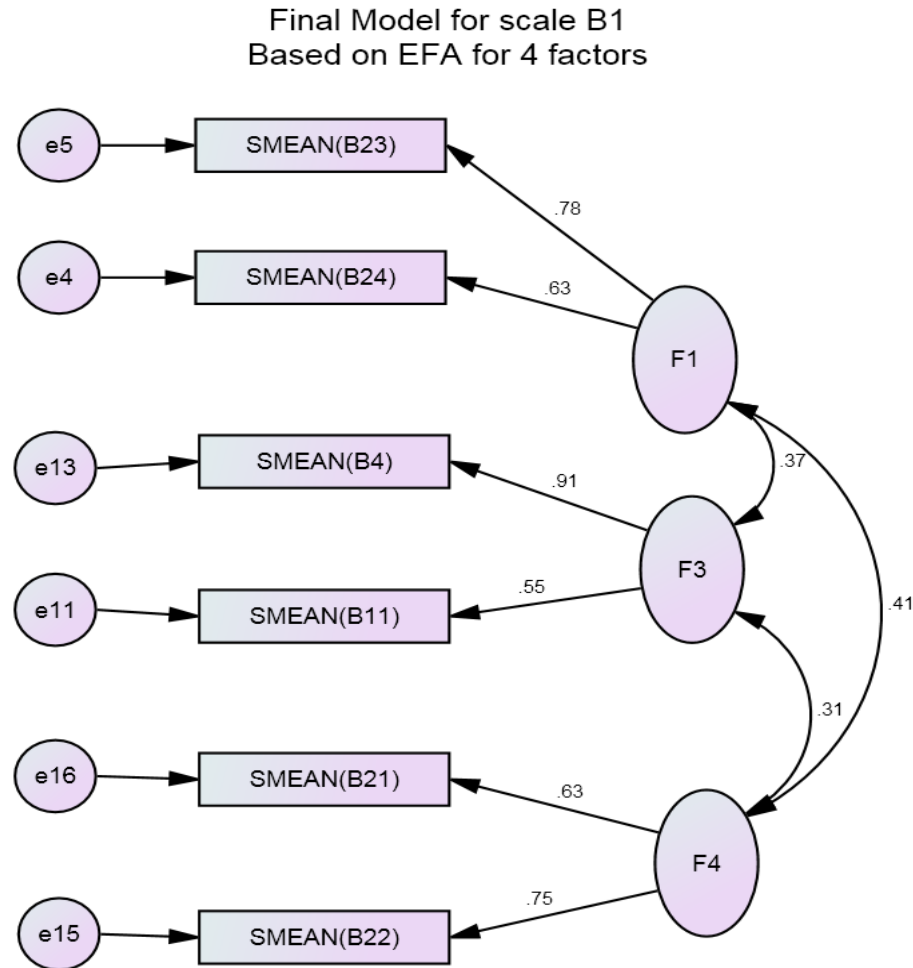 Final Model for scale B1
Based on EFA for 4 factors
e5
SMEAN(B23)
.78
e4
SMEAN(B24)
.63
F1
e13
SMEAN(B4)
.91
.37
F3
e11
SMEAN(B11)
.55
.41
.31
e16
SMEAN(B21)
.63
F4
.75
e15
SMEAN(B22)